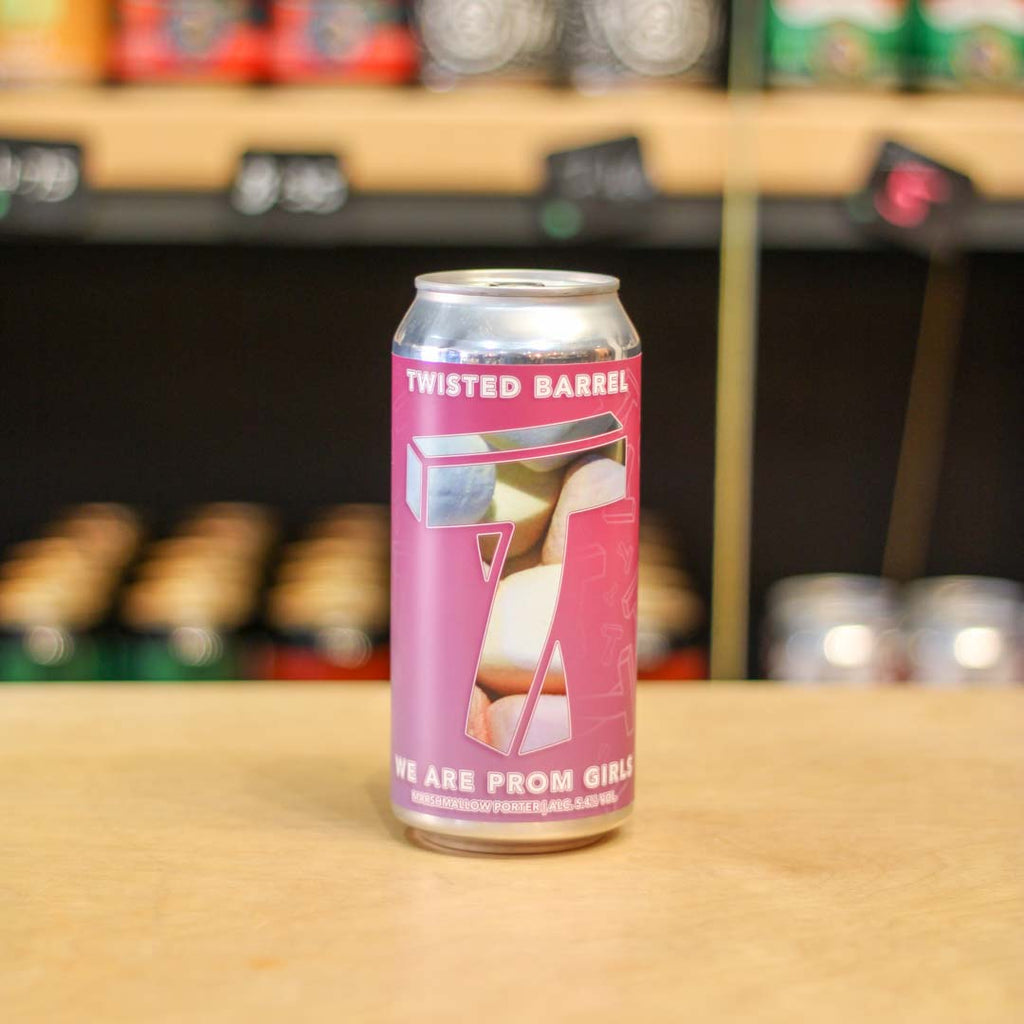 TWISTED BARREL
WE ARE PROM GIRLS
MARSHMALLOW PORTER | ALC. 5.4% VOL.